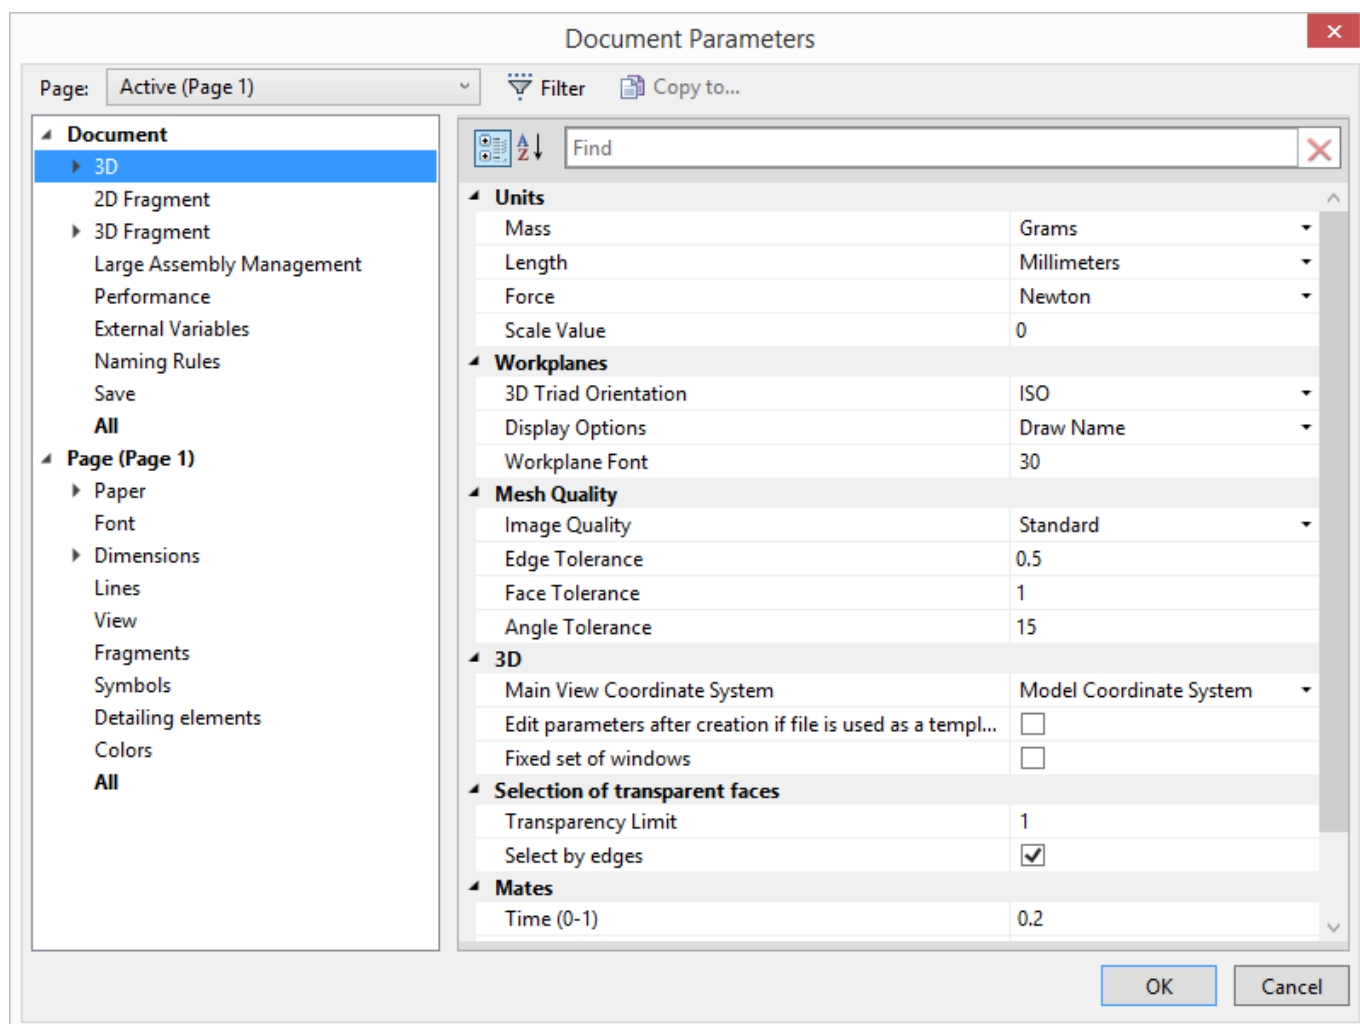 Document Parameters
Page: Active (Page 1) Filter Copy to...
Document
3D
2D Fragment
3D Fragment
Large Assembly Management
Performance
External Variables
Naming Rules
Save
All
Page (Page 1)
Paper
Font
Dimensions
Lines
View
Fragments
Symbols
Detailing elements
Colors
All
AZ Find
Units
Mass Grams
Length Millimeters
Force Newton
Scale Value 0
Workplanes
3D Triad Orientation ISO
Display Options Draw Name
Workplane Font 30
Mesh Quality
Image Quality Standard
Edge Tolerance 0.5
Face Tolerance 1
Angle Tolerance 15
3D
Main View Coordinate System Model Coordinate System
Edit parameters after creation if file is used as a templ...
Fixed set of windows
Selection of transparent faces
Transparency Limit 1
Select by edges
Mates
Time (0-1) 0.2
OK Cancel